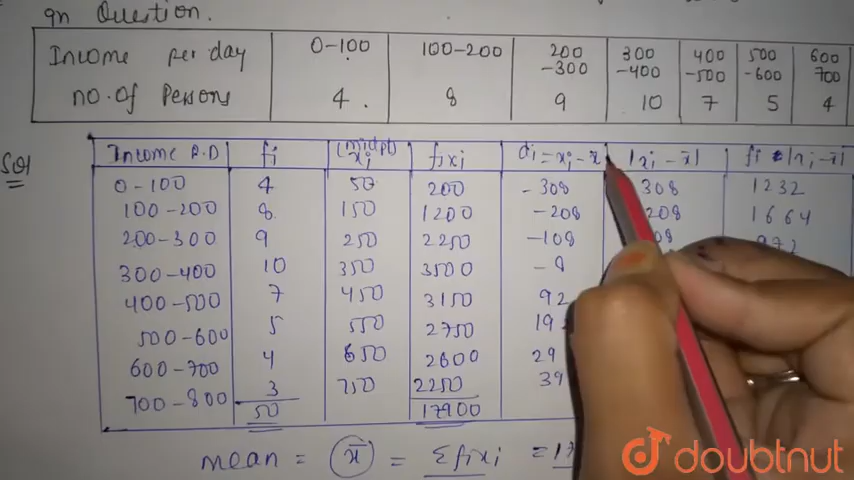 qn Question.
Income per day 0-100 100-200 200-300 300-400 400-500 500-600 600 700
no. of Persons 4 8 9 10 7 5 4
Sol
Income P.D fi (midpt) xi fixi di = xi - x̄ |xi - x̄| fi |xi - x̄|
0-100 4 50 200 -308 308 1232
100-200 8 150 1200 -208 208 1664
200-300 9 250 2250 -108 08 972
300-400 10 350 3500 -8
400-500 7 450 3150 92
500-600 5 550 2750 19
600-700 4 650 2600 29
700-800 3 750 2250 39
50 17900
mean = x̄ = Σfixi = 17
doubtnut